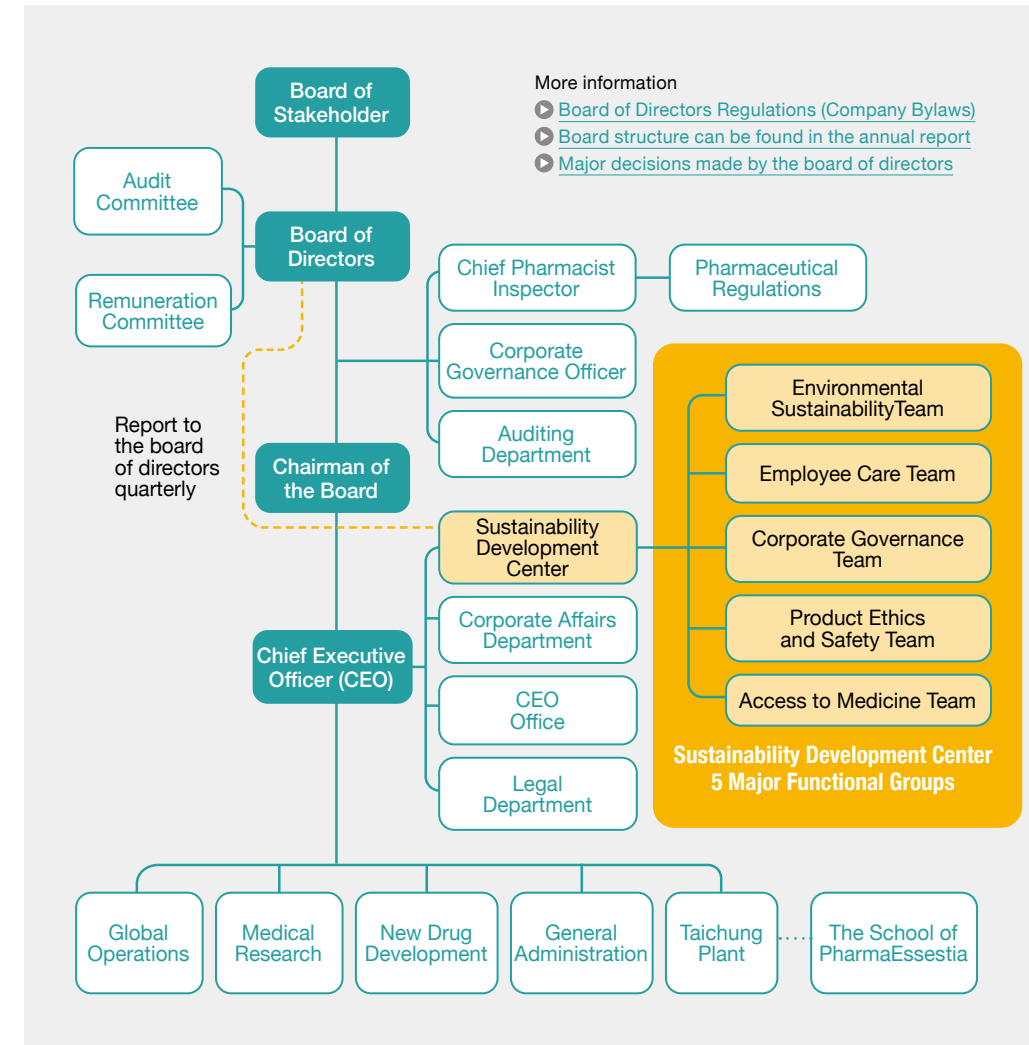 Board of
Stakeholder
More information
Board of Directors Regulations (Company Bylaws)
Board structure can be found in the annual report
Major decisions made by the board of directors
Audit
Committee
Board of
Directors
Remuneration
Committee
Chief Pharmacist
Inspector
Pharmaceutical
Regulations
Corporate
Governance Officer
Auditing
Department
Report to
the board
of directors
quarterly
Chairman of
the Board
Sustainability
Development
Center
Corporate Affairs
Department
Chief Executive
Officer (CEO)
CEO
Office
Legal
Department
Environmental
SustainabilityTeam
Employee Care Team
Corporate Governance
Team
Product Ethics
and Safety Team
Access to Medicine Team
Sustainability Development Center
5 Major Functional Groups
Global
Operations
Medical
Research
New Drug
Development
General
Administration
Taichung
Plant
The School of
PharmaEssestia